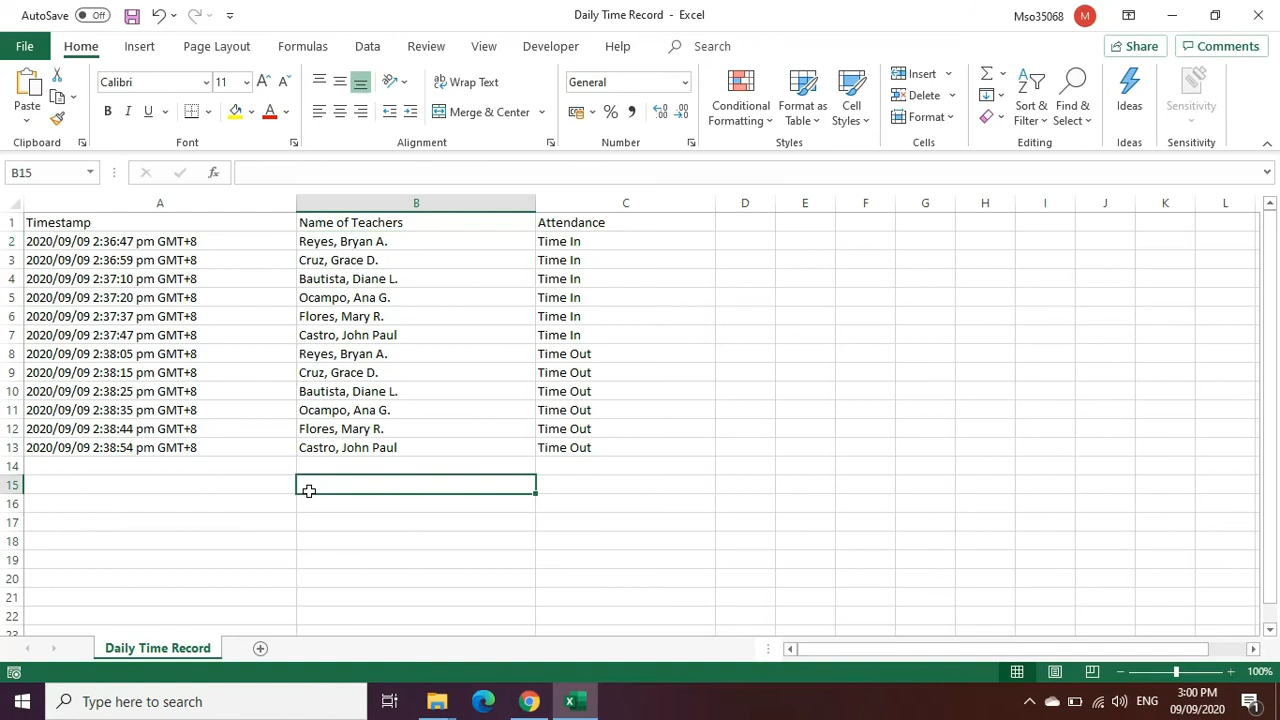 AutoSave Off Daily Time Record - Excel Mso35068 M
File Home Insert Page Layout Formulas Data Review View Developer Help Search Share Comments
Paste Calibri 11 A A Wrap Text General Conditional Formatting Format as Table Cell Styles Insert Sort & Filter Find & Select Ideas Sensitivity
B I U A Merge & Center % , Delete
Format
Clipboard Font Alignment Number Styles Cells Editing Ideas Sensitivity
B15 fx
A B C D E F G H I J K L
1 Timestamp Name of Teachers Attendance
2 2020/09/09 2:36:47 pm GMT+8 Reyes, Bryan A. Time In
3 2020/09/09 2:36:59 pm GMT+8 Cruz, Grace D. Time In
4 2020/09/09 2:37:10 pm GMT+8 Bautista, Diane L. Time In
5 2020/09/09 2:37:20 pm GMT+8 Ocampo, Ana G. Time In
6 2020/09/09 2:37:37 pm GMT+8 Flores, Mary R. Time In
7 2020/09/09 2:37:47 pm GMT+8 Castro, John Paul Time In
8 2020/09/09 2:38:05 pm GMT+8 Reyes, Bryan A. Time Out
9 2020/09/09 2:38:15 pm GMT+8 Cruz, Grace D. Time Out
10 2020/09/09 2:38:25 pm GMT+8 Bautista, Diane L. Time Out
11 2020/09/09 2:38:35 pm GMT+8 Ocampo, Ana G. Time Out
12 2020/09/09 2:38:44 pm GMT+8 Flores, Mary R. Time Out
13 2020/09/09 2:38:54 pm GMT+8 Castro, John Paul Time Out
14
15
16
17
18
19
20
21
22
23
Daily Time Record
100%
Type here to search ENG 3:00 PM
09/09/2020 1